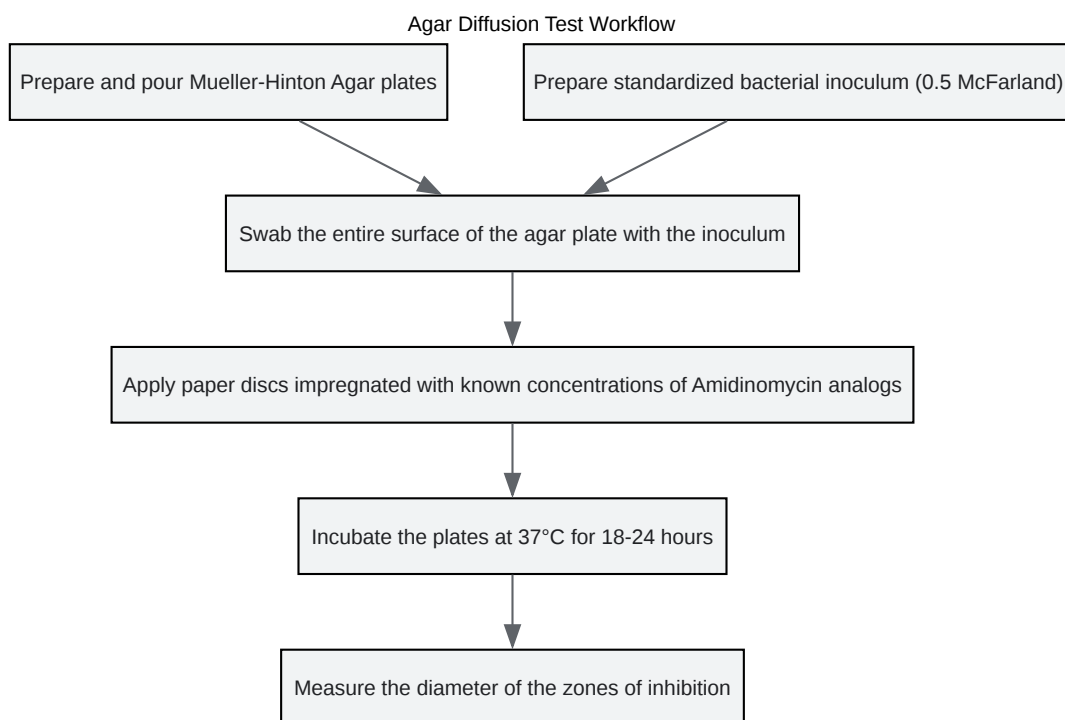 Agar Diffusion Test Workflow
Prepare and pour Mueller-Hinton Agar plates
Prepare standardized bacterial inoculum (0.5 McFarland)
Swab the entire surface of the agar plate with the inoculum
Apply paper discs impregnated with known concentrations of Amidinomycin analogs
Incubate the plates at 37°C for 18-24 hours
Measure the diameter of the zones of inhibition